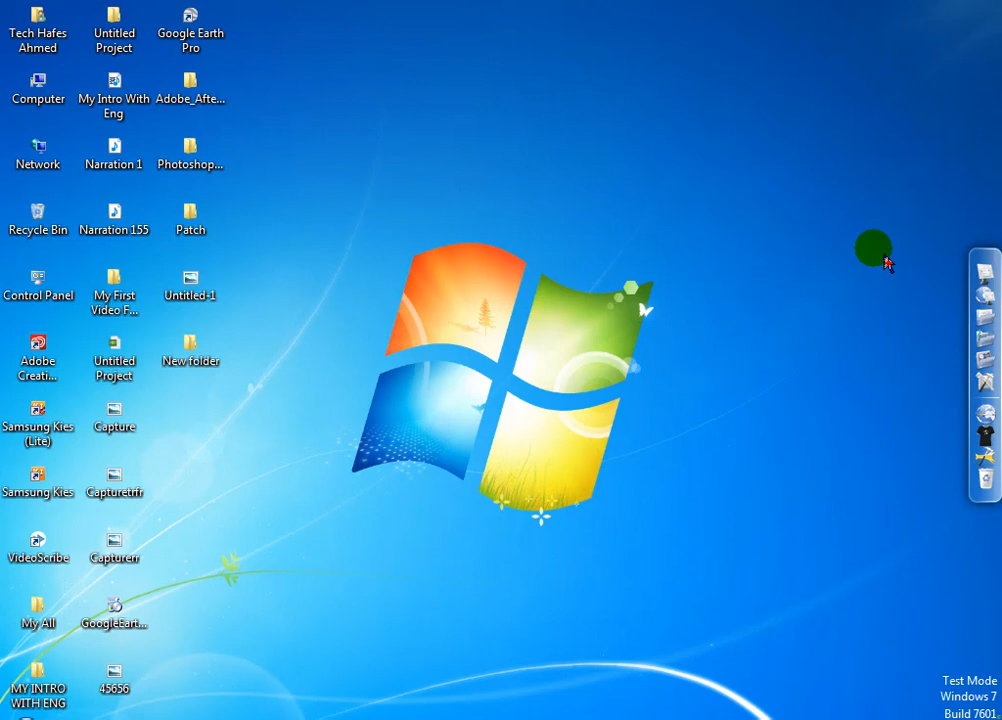 Tech Hafes
Ahmed
Untitled
Project
Google Earth
Pro
Computer
My Intro With
Eng
Adobe_Afte...
Network
Narration 1
Photoshop...
Recycle Bin
Narration 155
Patch
Control Panel
My First
Video F...
Untitled-1
Adobe
Creati...
Untitled
Project
New folder
Samsung Kies
(Lite)
Capture
Samsung Kies
Capturetrfr
VideoScribe
Capturerr
My All
GoogleEart...
MY INTRO
WITH ENG
45656
Test Mode
Windows 7
Build 7601